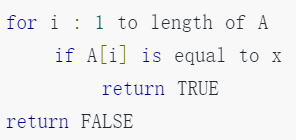 for i : 1 to length of A
    if A[i] is equal to x
        return TRUE
return FALSE